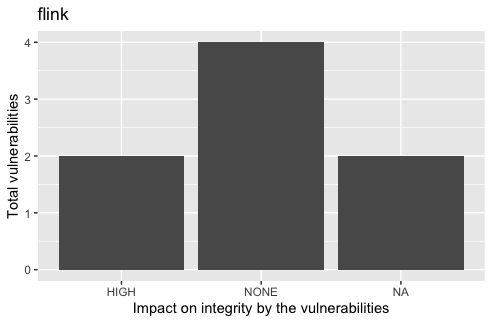 flink
Total vulnerabilities
4
3
2
1
0
HIGH NONE NA
Impact on integrity by the vulnerabilities